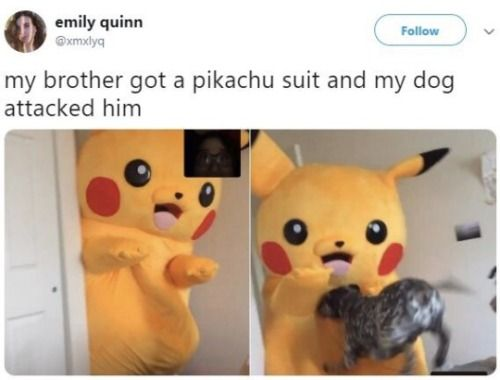 emily quinn
@xmxlyq
Follow
my brother got a pikachu suit and my dog
attacked him